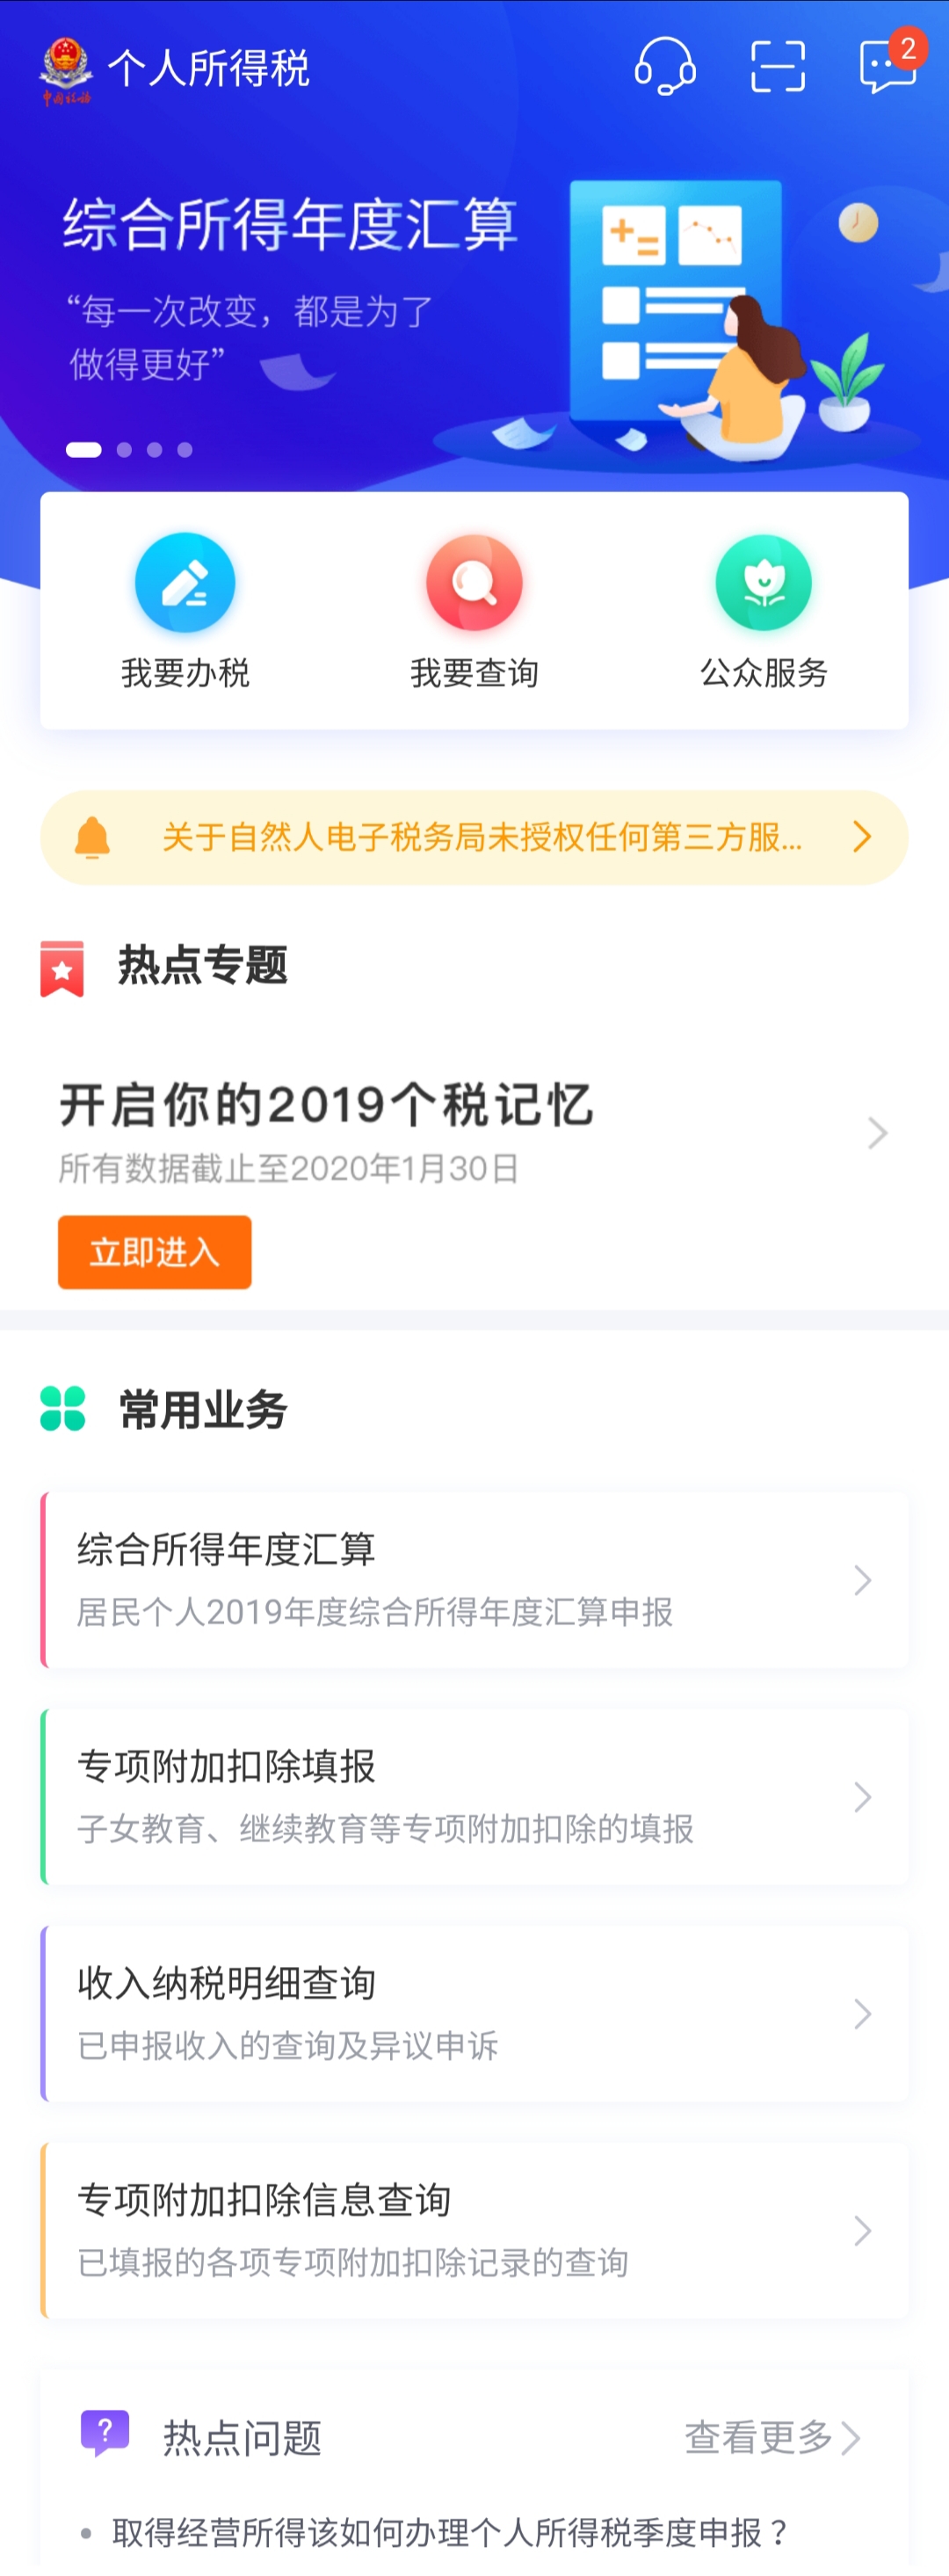 中国税务
个人所得税
2
综合所得年度汇算
“每一次改变，都是为了
做得更好”
我要办税
我要查询
公众服务
关于自然人电子税务局未授权任何第三方服...
热点专题
开启你的2019个税记忆
所有数据截止至2020年1月30日
立即进入
常用业务
综合所得年度汇算
居民个人2019年度综合所得年度汇算申报
专项附加扣除填报
子女教育、继续教育等专项附加扣除的填报
收入纳税明细查询
已申报收入的查询及异议申诉
专项附加扣除信息查询
已填报的各项专项附加扣除记录的查询
热点问题
查看更多
• 取得经营所得该如何办理个人所得税季度申报？